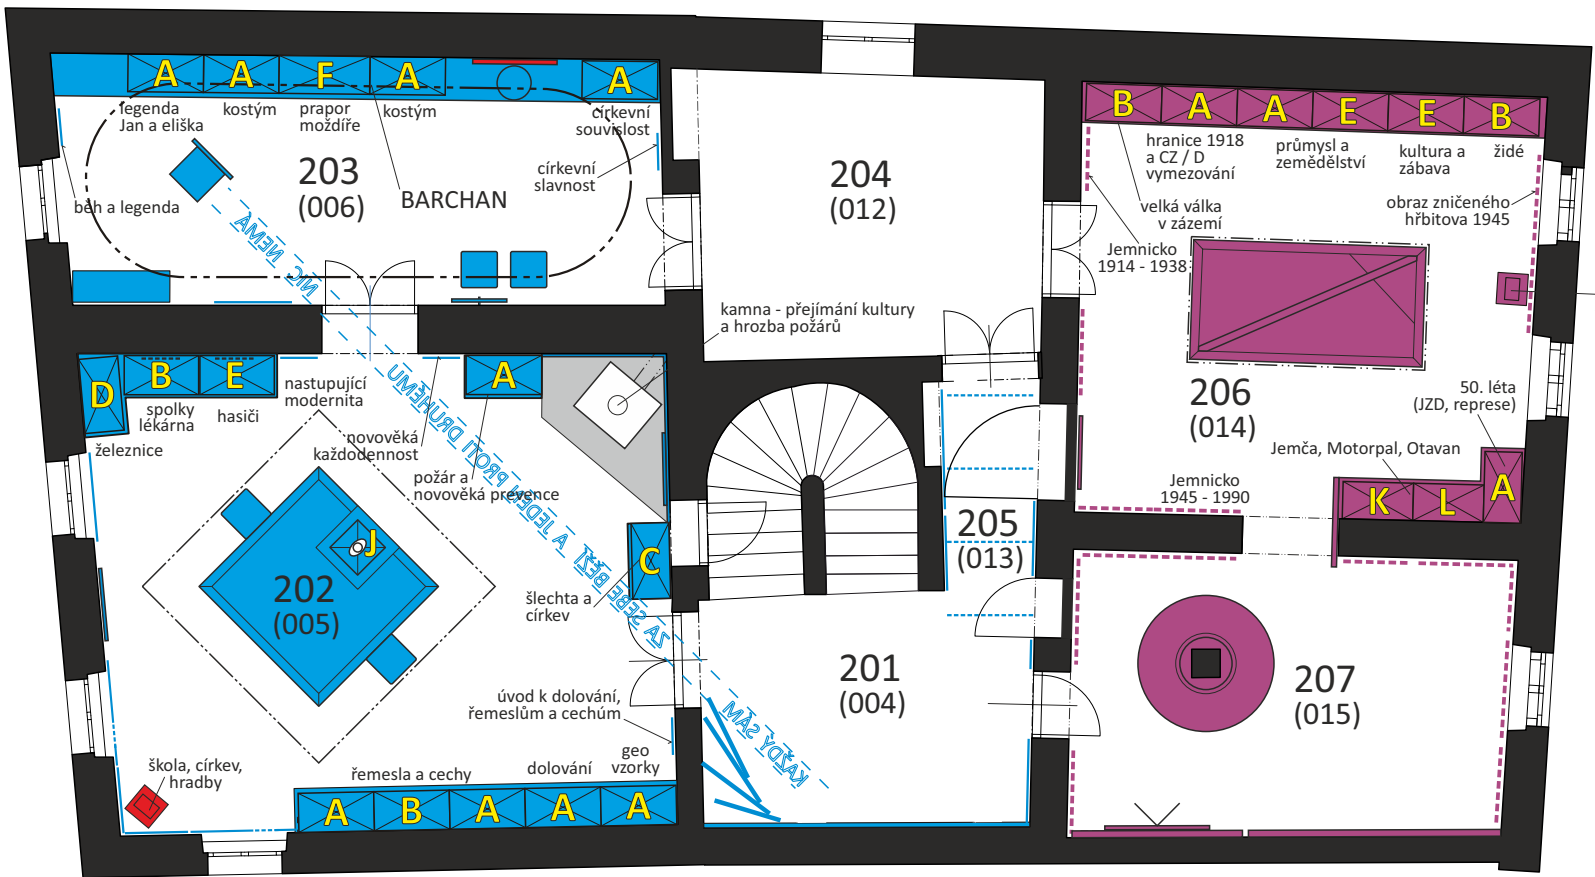 A A F A A
legenda
Jan a eliška
kostým
prapor
moždíře
kostým
církevní
souvislost
církevní
slavnost
203
(006)
BARCHAN
běh a legenda
204
(012)
kamna - přejímání kultury
a hrozba požárů
B A A E E B
hranice 1918
a CZ / D
vymezování
průmysl a
zemědělství
kultura a
zábava
židé
velká válka
v zázemí
obraz zničeného
hřbitova 1945
Jemnicko
1914 - 1938
206
(014)
50. léta
(JZD, represe)
Jemča, Motorpal, Otavan
Jemnicko
1945 - 1990
K L A
D B E A
spolky
lékárna
hasiči
železnice
nastupující
modernita
novověká
každodennost
požár a
novověká prevence
J
C
202
(005)
šlechta a
církev
úvod k dolování,
řemeslům a cechům
geo
vzorky
dolování
řemesla a cechy
škola, církev,
hradby
A B A A A
KAŽDÝ SÁM
ZA SEBE BĚŽÍ
A JEDEN PROTI DRUHÉMU
NIC NEMÁ
201
(004)
205
(013)
207
(015)